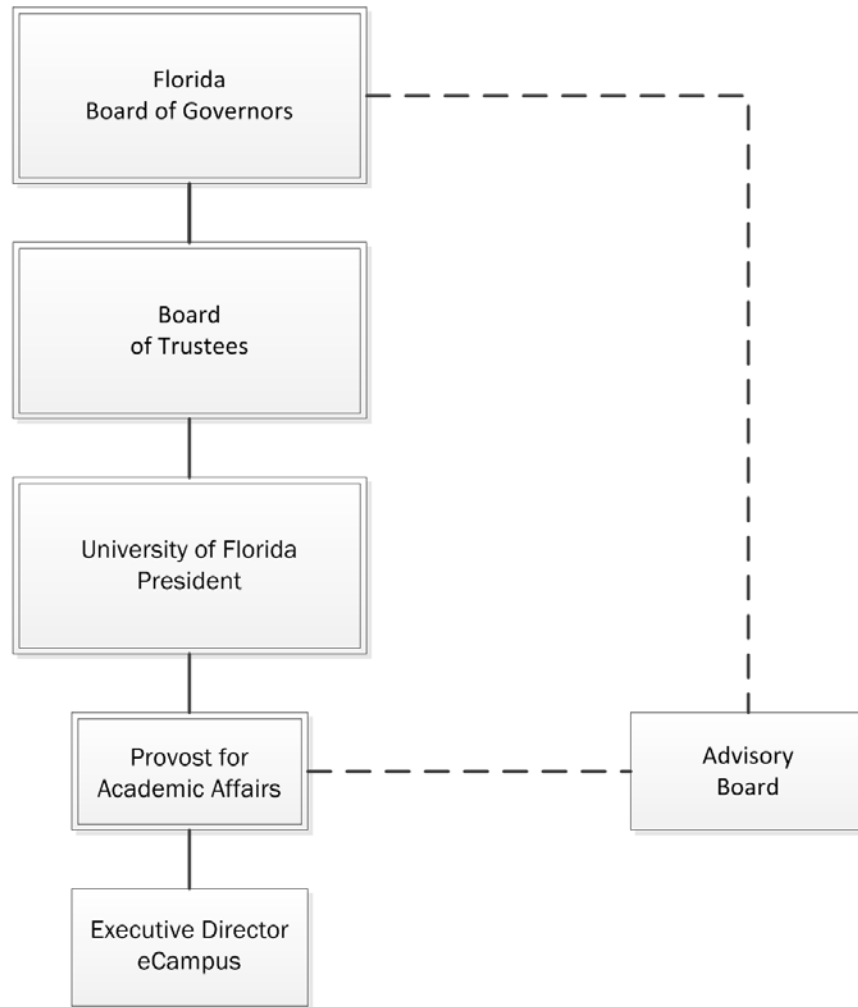 Florida
Board of Governors
Board
of Trustees
University of Florida
President
Provost for
Academic Affairs
Advisory
Board
Executive Director
eCampus